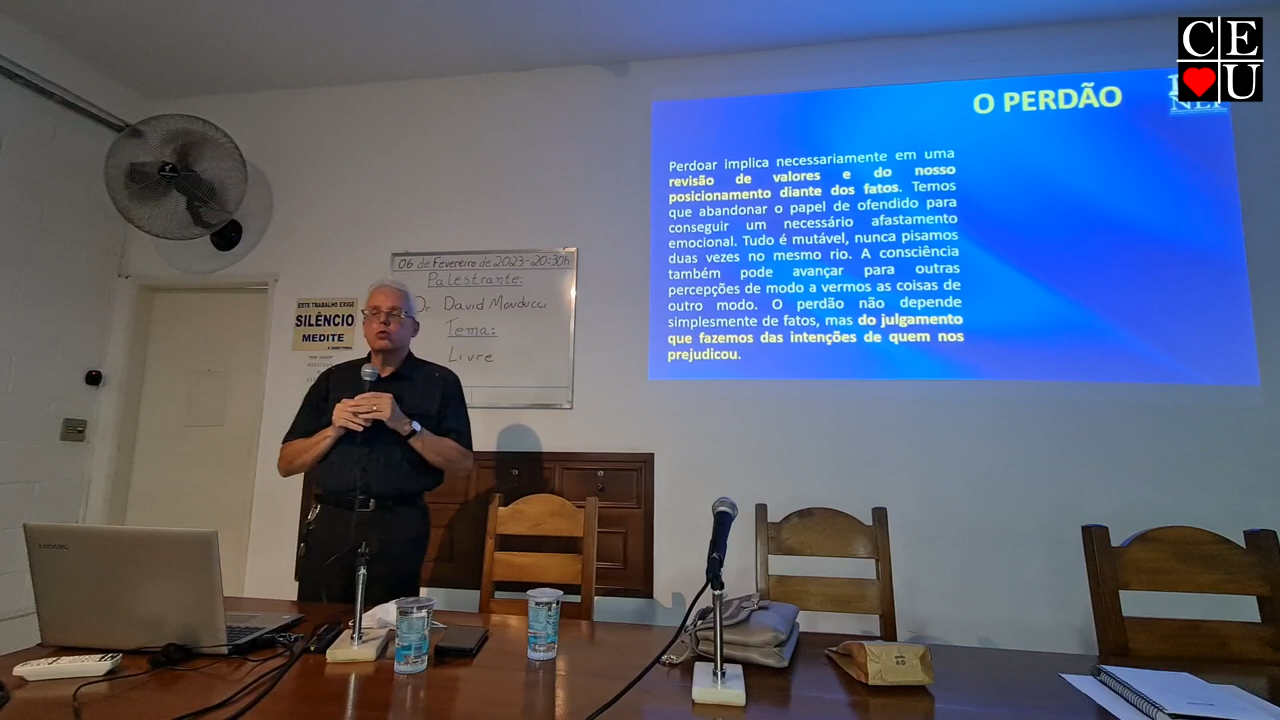 CE
U
O PERDÃO
Perdoar implica necessariamente em uma
revisão de valores e do nosso
posicionamento diante dos fatos. Temos
que abandonar o papel de ofendido para
conseguir um necessário afastamento
emocional. Tudo é mutável, nunca pisamos
duas vezes no mesmo rio. A consciência
também pode avançar para outras
percepções de modo a vermos as coisas de
outro modo. O perdão não depende
simplesmente de fatos, mas do julgamento
que fazemos das intenções de quem nos
prejudicou.
06 de Fevereiro de 2023-20:30h
Palestrante:
Dr David Monducci
Tema:
Livre
ESTE TRABALHO EXIGE
SILÊNCIO
MEDITE
A DIRETORIA